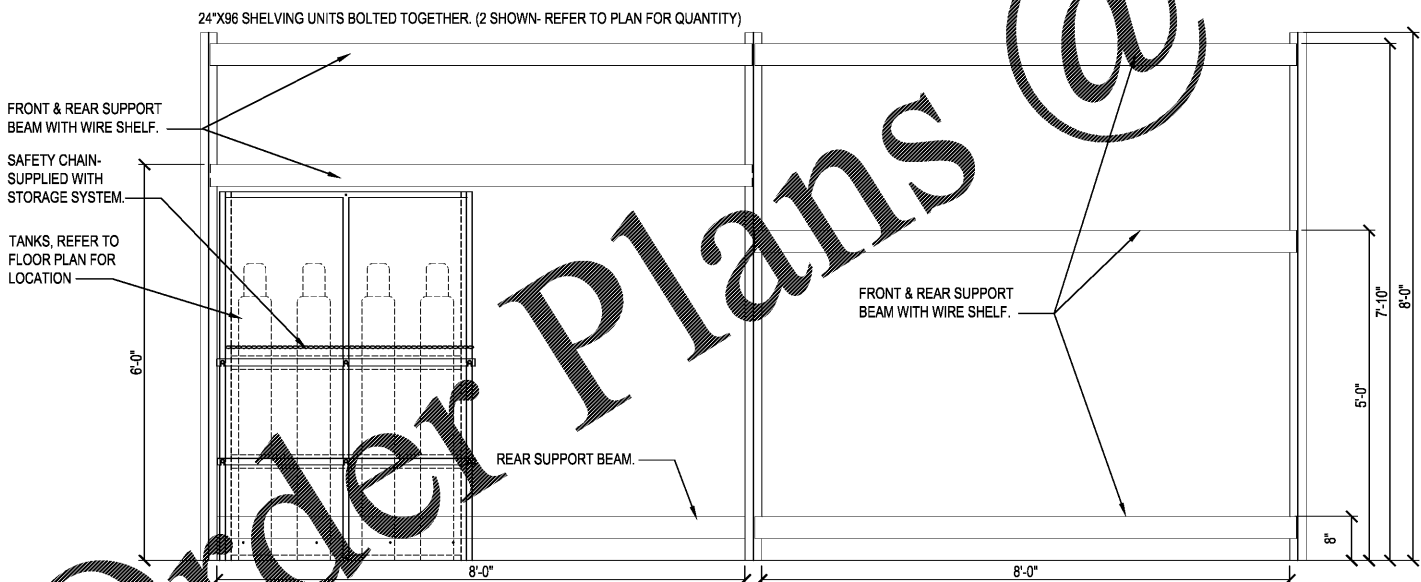 24"X96 SHELVING UNITS BOLTED TOGETHER. (2 SHOWN- REFER TO PLAN FOR QUANTITY)
FRONT & REAR SUPPORT
BEAM WITH WIRE SHELF.
SAFETY CHAIN-
SUPPLIED WITH
STORAGE SYSTEM.
TANKS, REFER TO
FLOOR PLAN FOR
LOCATION
6'-0"
REAR SUPPORT BEAM.
FRONT & REAR SUPPORT
BEAM WITH WIRE SHELF.
7'-10"
8'-0"
5'-0"
8"
8'-0"
8'-0"
Order Plans @